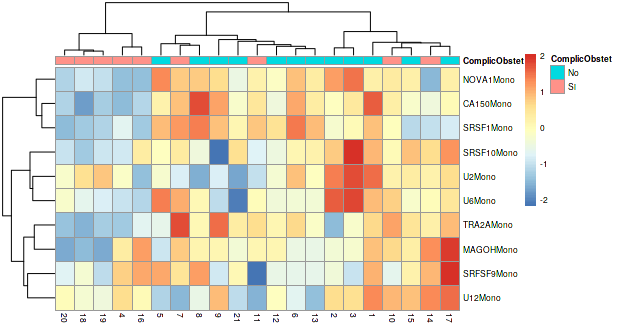 ComplicObstet
NOVA1Mono
CA150Mono
SRSF1Mono
SRSF10Mono
U2Mono
U6Mono
TRA2AMono
MAGOHMono
SRFSF9Mono
U12Mono
20 18 19 4 16 5 7 8 9 21 11 12 6 13 2 3 1 10 15 14 17
2
1
0
-1
-2
ComplicObstet
No
SI